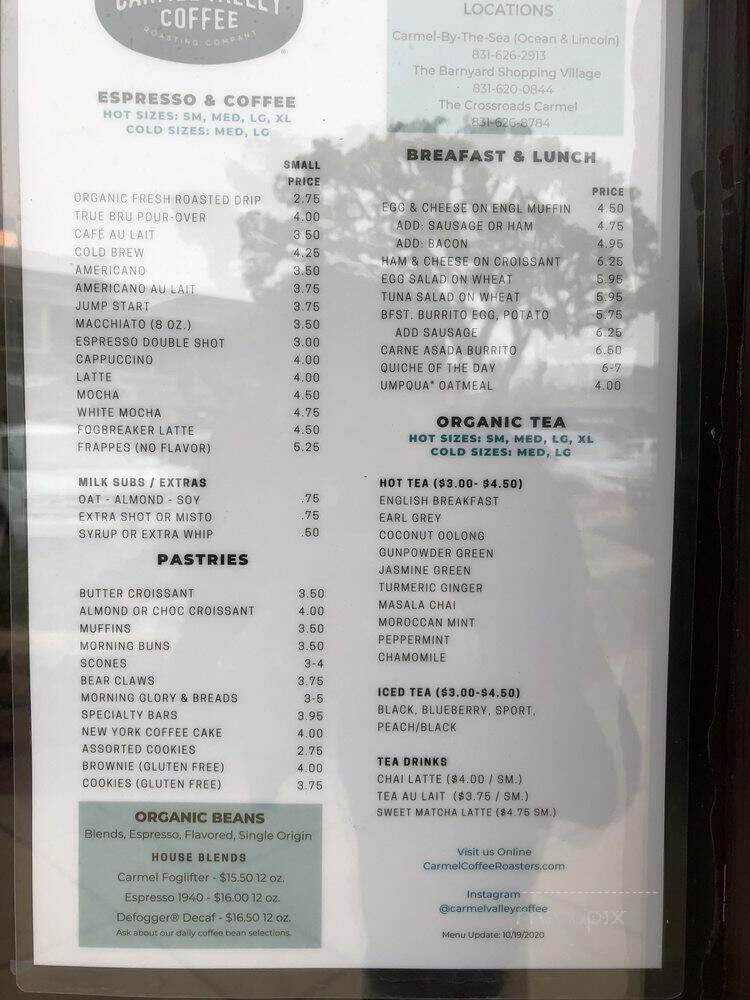 CARMEL VALLEY
COFFEE
ROASTING COMPANY
ESPRESSO & COFFEE
HOT SIZES: SM, MED, LG, XL
COLD SIZES: MED, LG
SMALL
PRICE
ORGANIC FRESH ROASTED DRIP 2.75
TRUE BRU POUR-OVER 4.00
CAFÉ AU LAIT 3.50
COLD BREW 4.25
AMERICANO 3.50
AMERICANO AU LAIT 3.75
JUMP START 3.75
MACCHIATO (8 OZ.) 3.50
ESPRESSO DOUBLE SHOT 3.00
CAPPUCCINO 4.00
LATTE 4.00
MOCHA 4.50
WHITE MOCHA 4.75
FOGBREAKER LATTE 4.50
FRAPPES (NO FLAVOR) 5.25
MILK SUBS / EXTRAS
OAT - ALMOND - SOY .75
EXTRA SHOT OR MISTO .75
SYRUP OR EXTRA WHIP .50
PASTRIES
BUTTER CROISSANT 3.50
ALMOND OR CHOC CROISSANT 4.00
MUFFINS 3.50
MORNING BUNS 3.50
SCONES 3-4
BEAR CLAWS 3.75
MORNING GLORY & BREADS 3-5
SPECIALTY BARS 3.95
NEW YORK COFFEE CAKE 4.00
ASSORTED COOKIES 2.75
BROWNIE (GLUTEN FREE) 4.00
COOKIES (GLUTEN FREE) 3.75
ORGANIC BEANS
Blends, Espresso, Flavored, Single Origin
HOUSE BLENDS
Carmel Foglifter - $15.50 12 oz.
Espresso 1940 - $16.00 12 oz.
Defogger® Decaf - $16.50 12 oz.
Ask about our daily coffee bean selections.
LOCATIONS
Carmel-By-The-Sea (Ocean & Lincoln)
831-626-2913
The Barnyard Shopping Village
831-620-0844
The Crossroads Carmel
831-626-8784
BREAFAST & LUNCH
PRICE
EGG & CHEESE ON ENGL MUFFIN 4.50
ADD: SAUSAGE OR HAM 4.75
ADD: BACON 4.95
HAM & CHEESE ON CROISSANT 6.25
EGG SALAD ON WHEAT 5.95
TUNA SALAD ON WHEAT 5.95
BFST. BURRITO EGG, POTATO 5.75
ADD SAUSAGE 6.25
CARNE ASADA BURRITO 6.50
QUICHE OF THE DAY 6-7
UMPQUA* OATMEAL 4.00
ORGANIC TEA
HOT SIZES: SM, MED, LG, XL
COLD SIZES: MED, LG
HOT TEA ($3.00- $4.50)
ENGLISH BREAKFAST
EARL GREY
COCONUT OOLONG
GUNPOWDER GREEN
JASMINE GREEN
TURMERIC GINGER
MASALA CHAI
MOROCCAN MINT
PEPPERMINT
CHAMOMILE
ICED TEA ($3.00-$4.50)
BLACK, BLUEBERRY, SPORT,
PEACH/BLACK
TEA DRINKS
CHAI LATTE ($4.00 / SM.)
TEA AU LAIT ($3.75 / SM.)
SWEET MATCHA LATTE ($4.75 SM.)
Visit us Online
CarmelCoffeeRoasters.com
Instagram
@carmelvalleycoffee
menupix
Menu Update: 10/19/2020